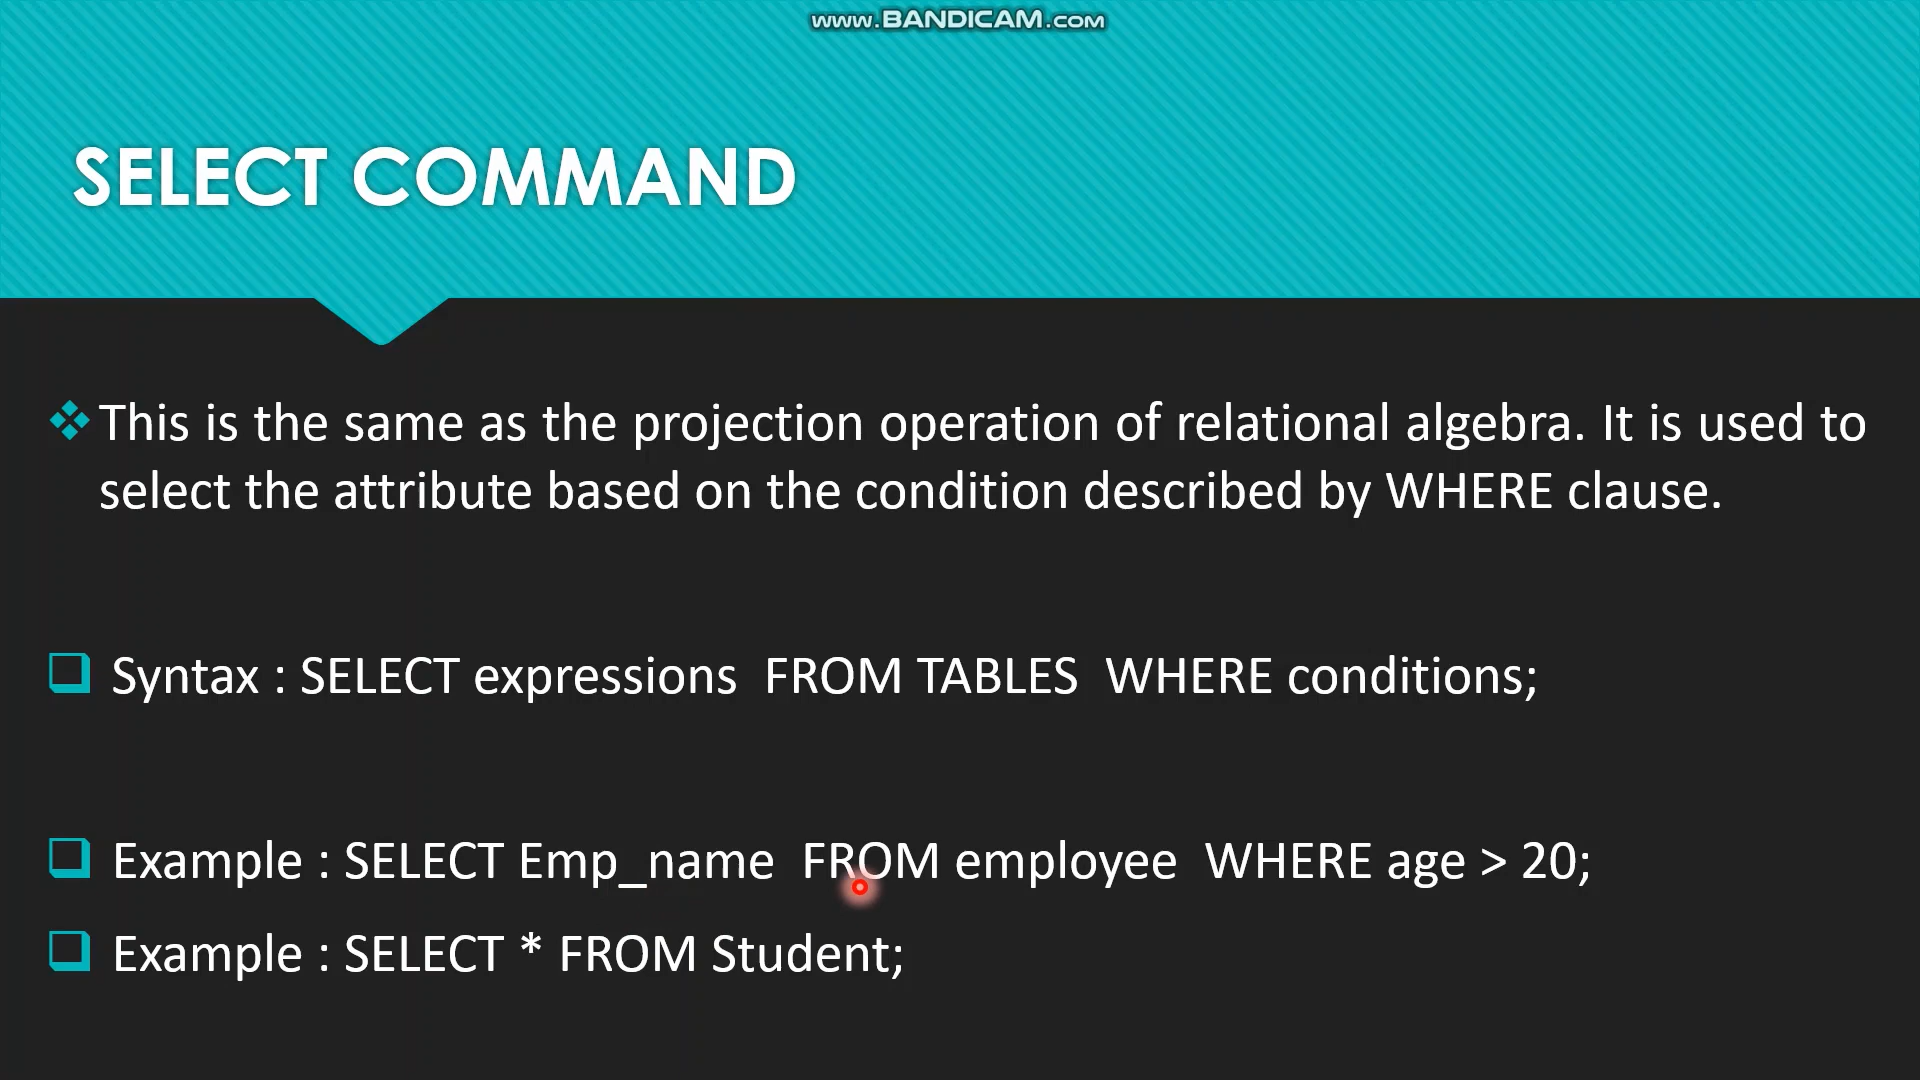 www.BANDICAM.com
SELECT COMMAND
This is the same as the projection operation of relational algebra. It is used to
select the attribute based on the condition described by WHERE clause.
Syntax : SELECT expressions FROM TABLES WHERE conditions;
Example : SELECT Emp_name FROM employee WHERE age > 20;
Example : SELECT * FROM Student;